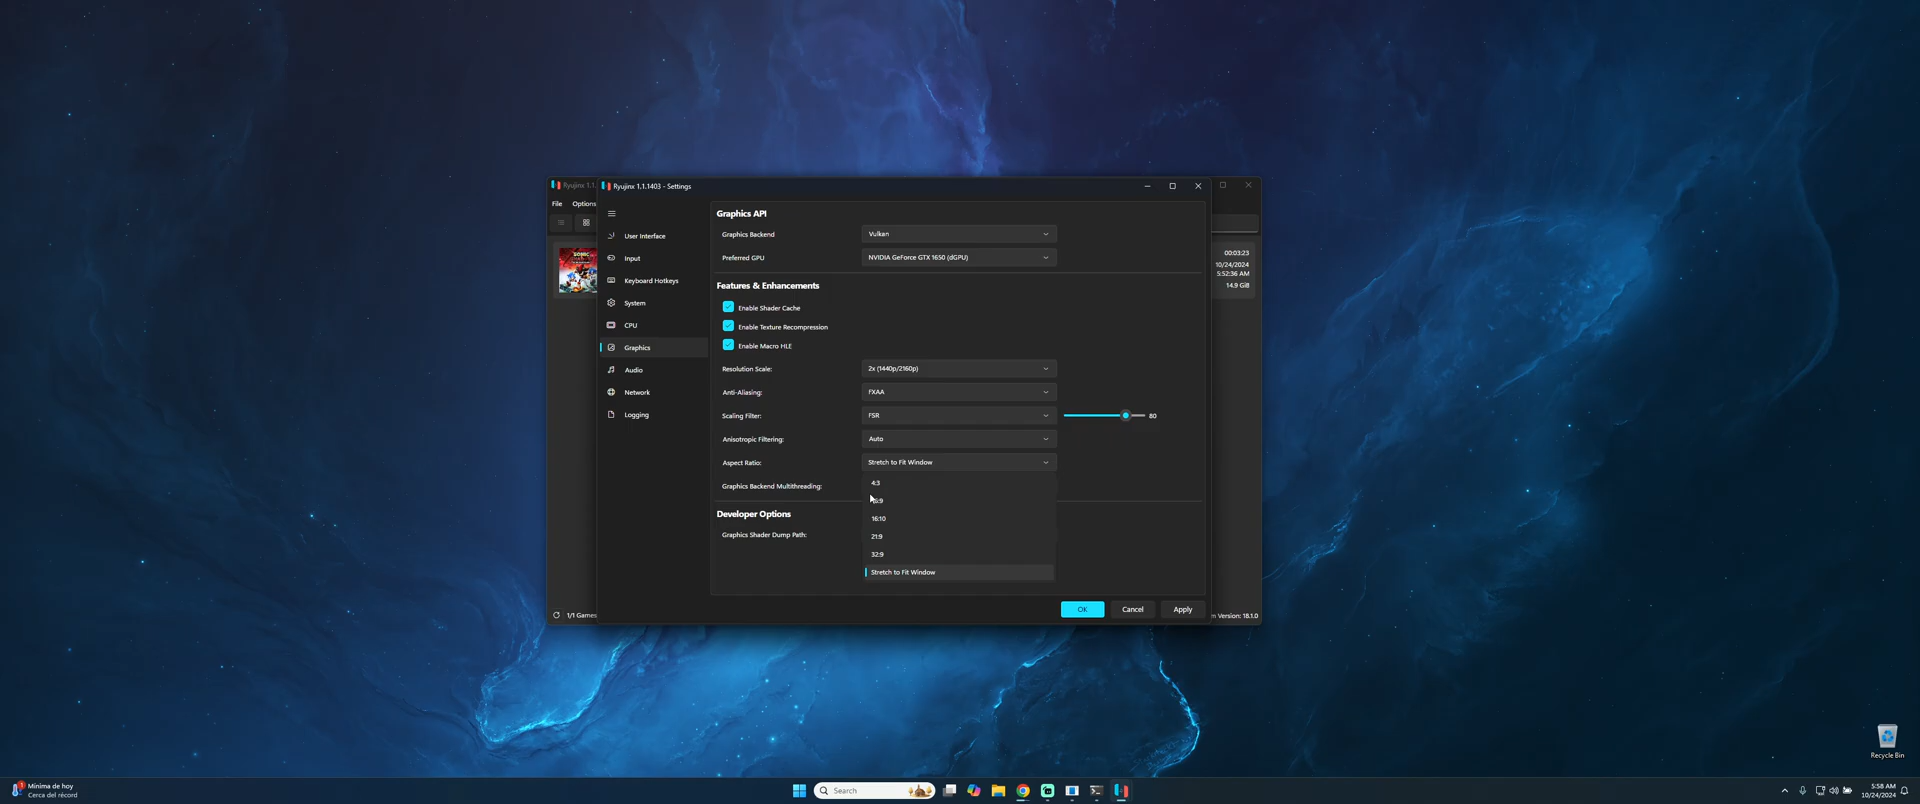 Ryujinx 1.1.
Ryujinx 1.1.1403 - Settings
File Options
Graphics API
User Interface
Graphics Backend Vulkan
Input
Preferred GPU NVIDIA GeForce GTX 1650 (dGPU)
Keyboard Hotkeys
Features & Enhancements
System
Enable Shader Cache
CPU
Enable Texture Recompression
Graphics
Enable Macro HLE
Audio
Resolution Scale: 2x (1440p/2160p)
Network
Anti-Aliasing: FXAA
Logging
Scaling Filter: FSR 80
Anisotropic Filtering: Auto
Aspect Ratio: Stretch to Fit Window
Graphics Backend Multithreading:
4:3
16:10
21:9
32:9
Stretch to Fit Window
Developer Options
Graphics Shader Dump Path:
OK Cancel Apply
SONIC
00:03:23
10/24/2024
5:52:36 AM
14.9 GiB
1/1 Games
m Version: 18.1.0
Recycle Bin
1
Mínima de hoy
Cerca del récord
Search
5:58 AM
10/24/2024